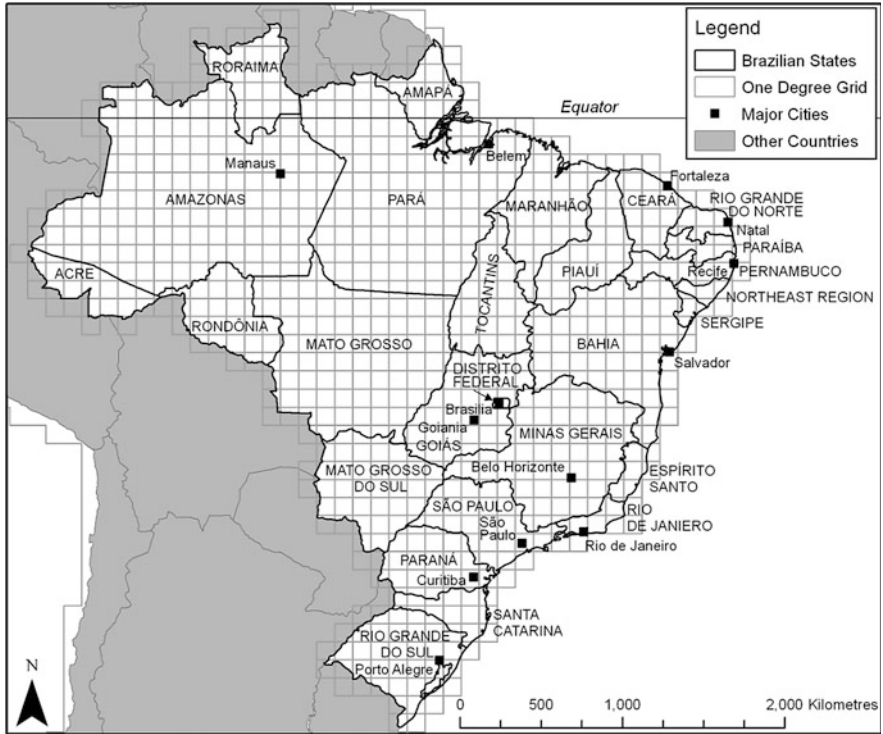 Legend
Brazilian States
One Degree Grid
Major Cities
Other Countries
RORAIMA
AMAPÁ
Equator
Belem
Manaus
AMAZONAS
PARÁ
MARANHÃO
Fortaleza
CEARÁ
RIO GRANDE
DO NORTE
Natal
PARAÍBA
Recife
PERNAMBUCO
PIAUÍ
ACRE
NORTHEAST REGION
SERGIPE
TOCANTINS
RONDÔNIA
MATO GROSSO
BAHIA
Salvador
DISTRITO
FEDERAL
Brasilia
Goiania
GOIÁS
MINAS GERAIS
MATO GROSSO
DO SUL
Belo Horizonte
ESPÍRITO
SANTO
SÃO PAULO
São
Paulo
RIO
DE JANIERO
Rio de Janeiro
PARANÁ
Curitiba
SANTA
CATARINA
RIO GRANDE
DO SUL
Porto Alegre
N
0 500 1,000 2,000 Kilometres